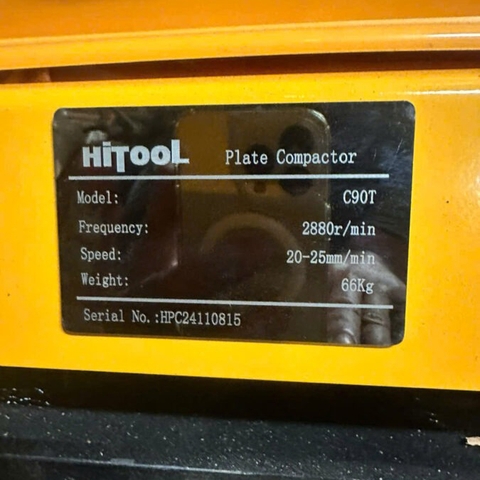 HiTOOL Plate Compactor
Model: C90T
Frequency: 2880r/min
Speed: 20-25mm/min
Weight: 66Kg
Serial No.:HPC24110815